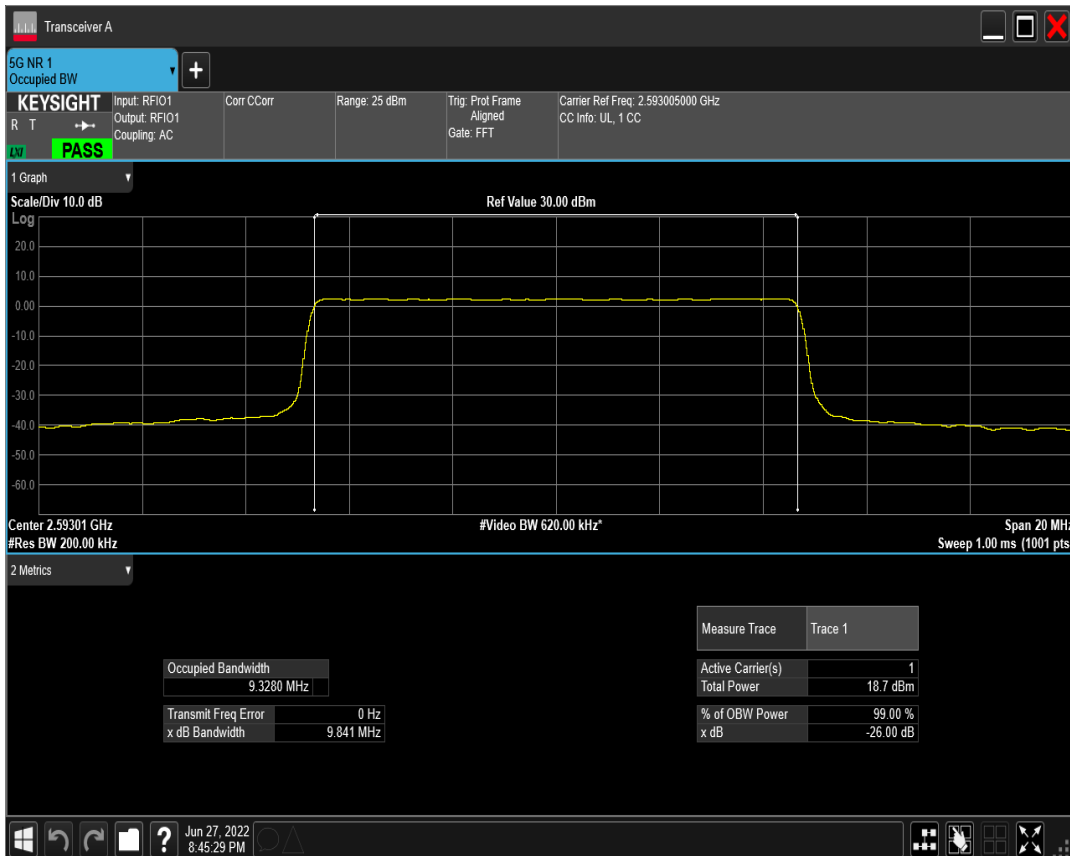 Transceiver A
5G NR 1
Occupied BW
+
KEYSIGHT
R T
LXI
PASS
Input: RFIO1
Output: RFIO1
Coupling: AC
Corr CCorr
Range: 25 dBm
Trig: Prot Frame
Aligned
Gate: FFT
Carrier Ref Freq: 2.593005000 GHz
CC Info: UL, 1 CC
1 Graph
Scale/Div 10.0 dB
Ref Value 30.00 dBm
Log
20.0
10.0
0.00
-10.0
-20.0
-30.0
-40.0
-50.0
-60.0
Center 2.59301 GHz
#Video BW 620.00 kHz*
Span 20 MHz
#Res BW 200.00 kHz
Sweep 1.00 ms (1001 pts
2 Metrics
Measure Trace Trace 1
Occupied Bandwidth
9.3280 MHz
Active Carrier(s) 1
Total Power 18.7 dBm
Transmit Freq Error 0 Hz
x dB Bandwidth 9.841 MHz
% of OBW Power 99.00 %
x dB -26.00 dB
?
Jun 27, 2022
8:45:29 PM